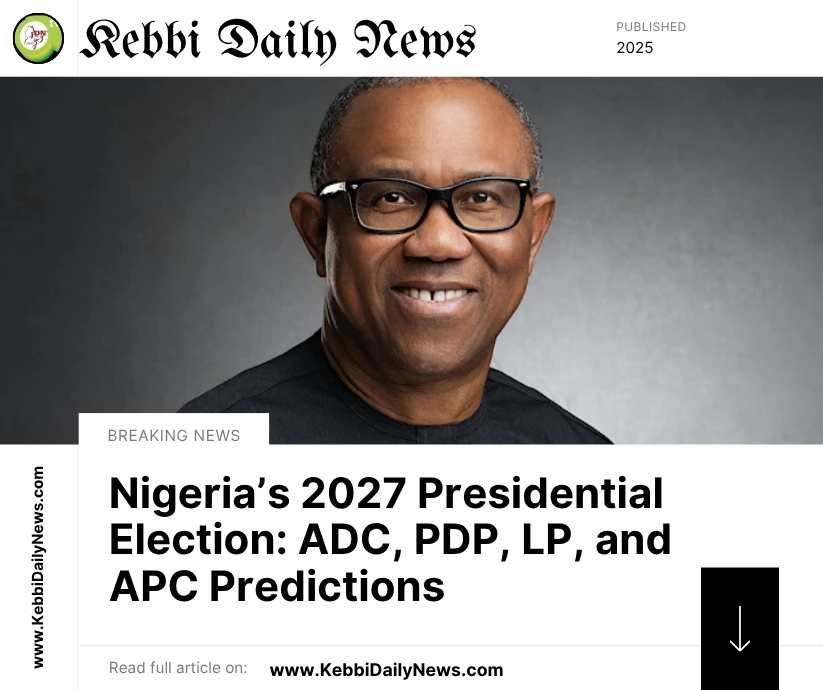 Kebbi Daily News
PUBLISHED
2025
BREAKING NEWS
Nigeria’s 2027 Presidential
Election: ADC, PDP, LP, and
APC Predictions
www.KebbiDailyNews.com
Read full article on:
www.KebbiDailyNews.com